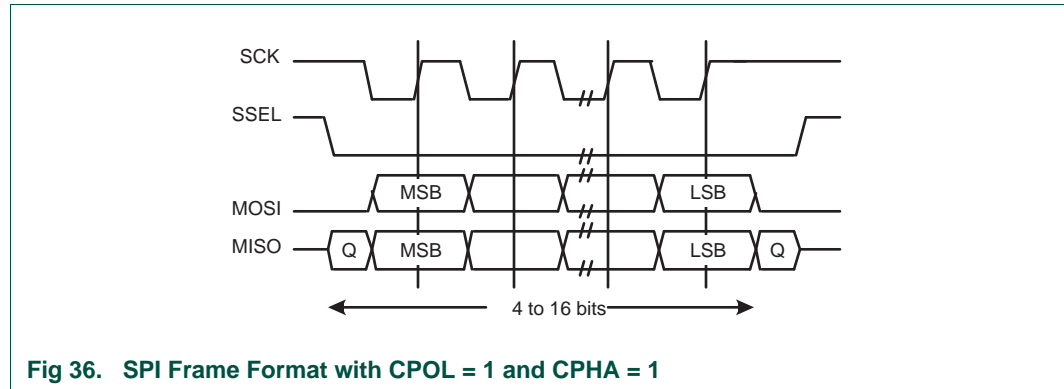 SCK
SSEL
MOSI MSB LSB
MISO Q MSB LSB Q
4 to 16 bits
Fig 36. SPI Frame Format with CPOL = 1 and CPHA = 1